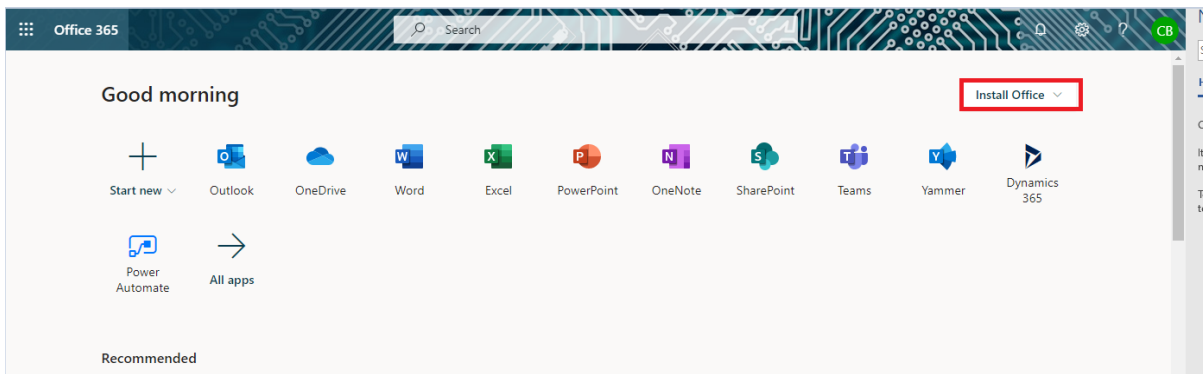 Office 365
Search
CB
Good morning
Install Office
Start new
Outlook
OneDrive
Word
Excel
PowerPoint
OneNote
SharePoint
Teams
Yammer
Dynamics
365
Power
Automate
All apps
Recommended